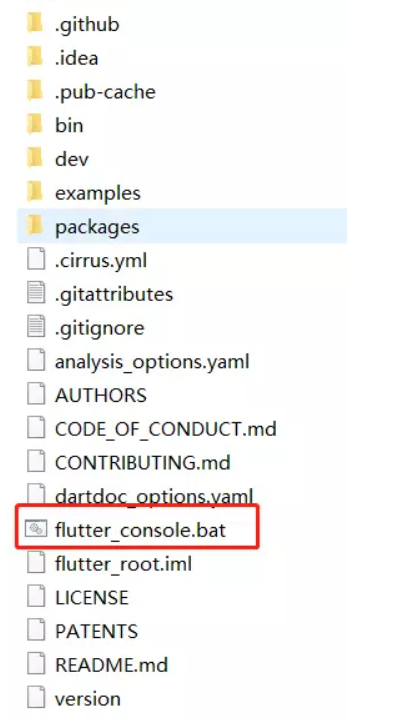 .github
.idea
.pub-cache
bin
dev
examples
packages
.cirrus.yml
.gitattributes
.gitignore
analysis_options.yaml
AUTHORS
CODE_OF_CONDUCT.md
CONTRIBUTING.md
dartdoc_options.yaml
flutter_console.bat
flutter_root.iml
LICENSE
PATENTS
README.md
version